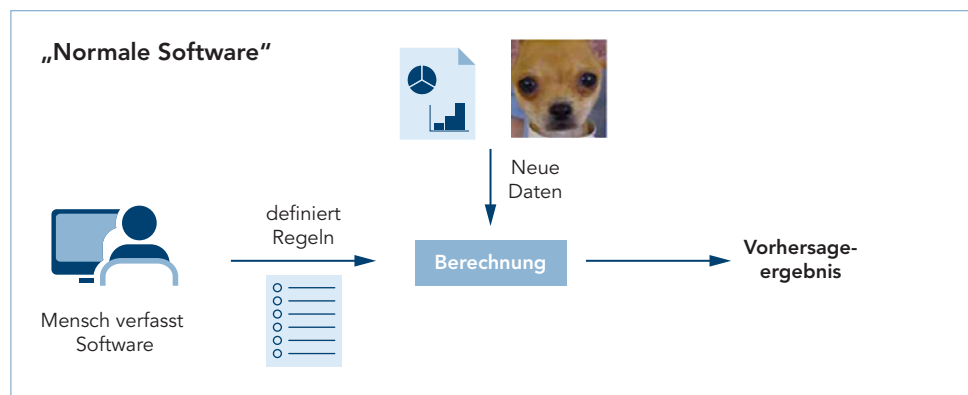 „Normale Software“
Neue
Daten
definiert
Regeln
Berechnung
Vorhersage-
ergebnis
Mensch verfasst
Software